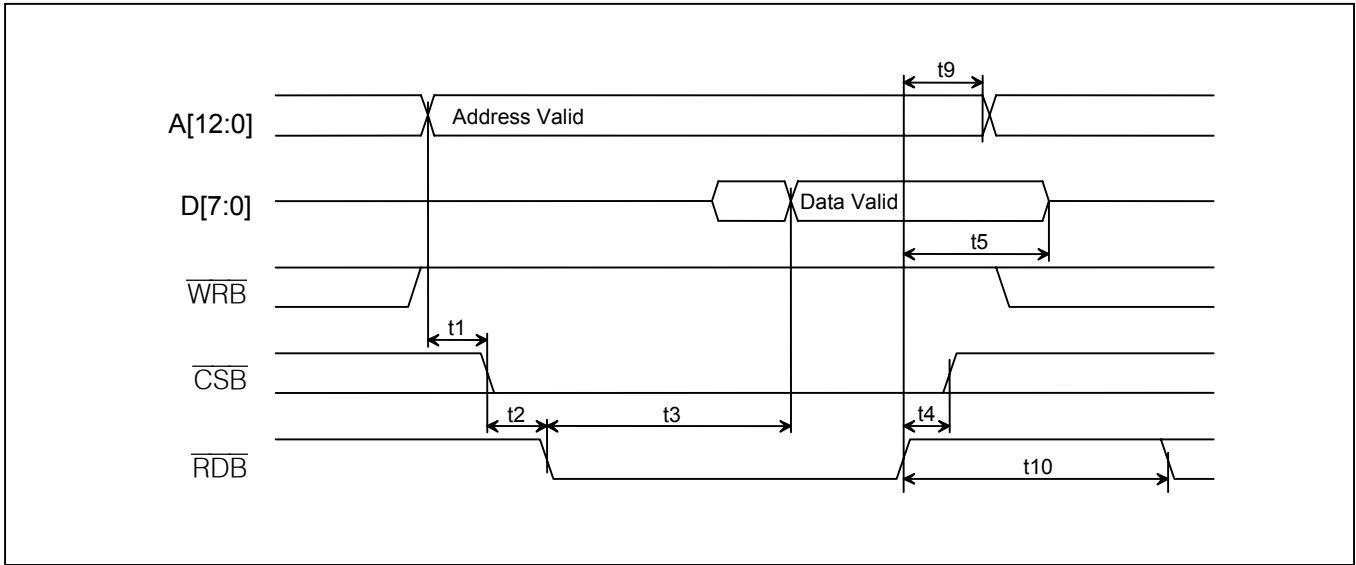 t9
A[12:0]
Address Valid
D[7:0]
Data Valid
t5
WRB
t1
CSB
t2
t3
t4
RDB
t10